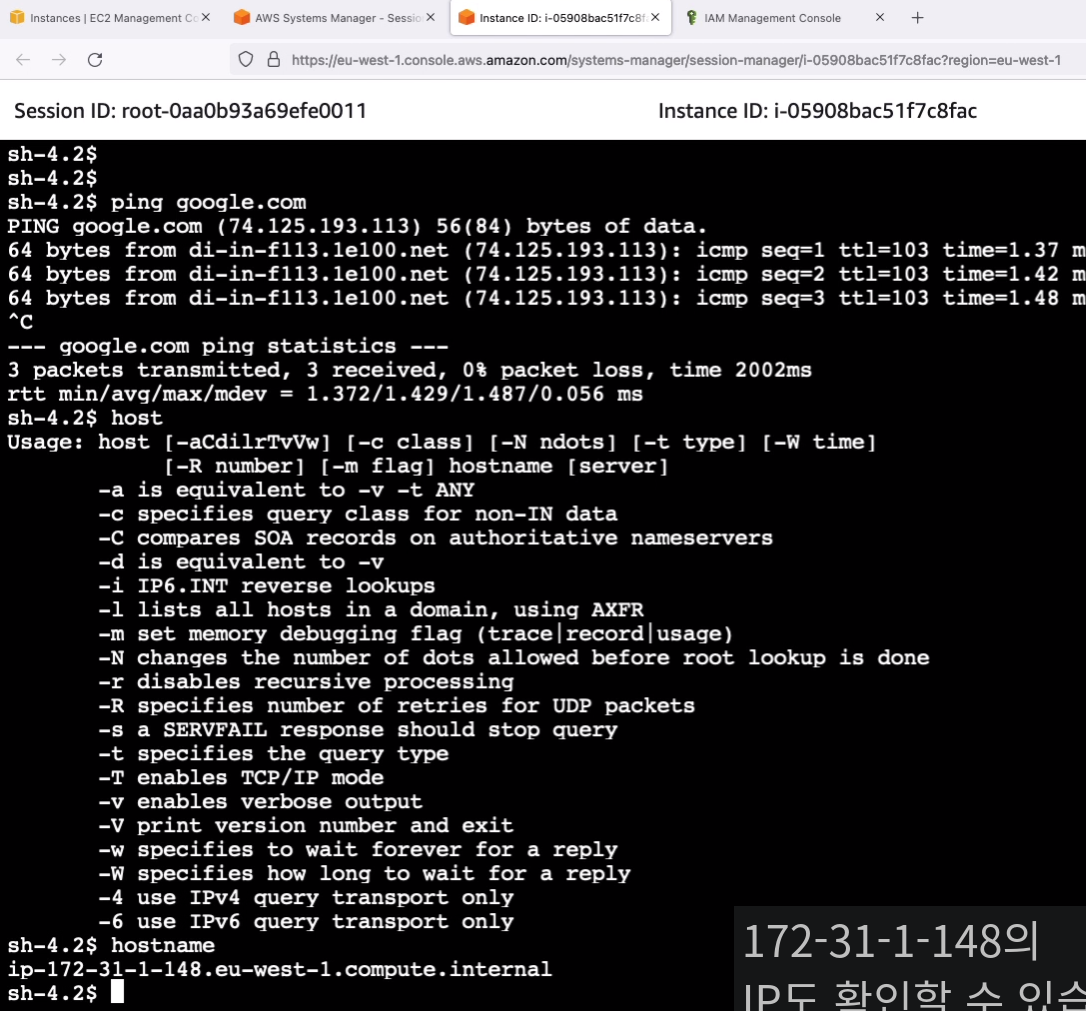 Instances | EC2 Management Co
AWS Systems Manager - Sessio
Instance ID: i-05908bac51f7c8f
IAM Management Console
https://eu-west-1.console.aws.amazon.com/systems-manager/session-manager/i-05908bac51f7c8fac?region=eu-west-1
Session ID: root-0aa0b93a69efe0011
Instance ID: i-05908bac51f7c8fac
sh-4.2$
sh-4.2$
sh-4.2$ ping google.com
PING google.com (74.125.193.113) 56(84) bytes of data.
64 bytes from di-in-f113.1e100.net (74.125.193.113): icmp seq=1 ttl=103 time=1.37 m
64 bytes from di-in-f113.1e100.net (74.125.193.113): icmp seq=2 ttl=103 time=1.42 m
64 bytes from di-in-f113.1e100.net (74.125.193.113): icmp seq=3 ttl=103 time=1.48 m
^C
--- google.com ping statistics ---
3 packets transmitted, 3 received, 0% packet loss, time 2002ms
rtt min/avg/max/mdev = 1.372/1.429/1.487/0.056 ms
sh-4.2$ host
Usage: host [-aCdilrTvVw] [-c class] [-N ndots] [-t type] [-W time]
[-R number] [-m flag] hostname [server]
-a is equivalent to -v -t ANY
-c specifies query class for non-IN data
-C compares SOA records on authoritative nameservers
-d is equivalent to -v
-i IP6.INT reverse lookups
-l lists all hosts in a domain, using AXFR
-m set memory debugging flag (trace|record|usage)
-N changes the number of dots allowed before root lookup is done
-r disables recursive processing
-R specifies number of retries for UDP packets
-s a SERVFAIL response should stop query
-t specifies the query type
-T enables TCP/IP mode
-v enables verbose output
-V print version number and exit
-w specifies to wait forever for a reply
-W specifies how long to wait for a reply
-4 use IPv4 query transport only
-6 use IPv6 query transport only
sh-4.2$ hostname
ip-172-31-1-148.eu-west-1.compute.internal
sh-4.2$
172-31-1-148의
IP도 확인할 수 있